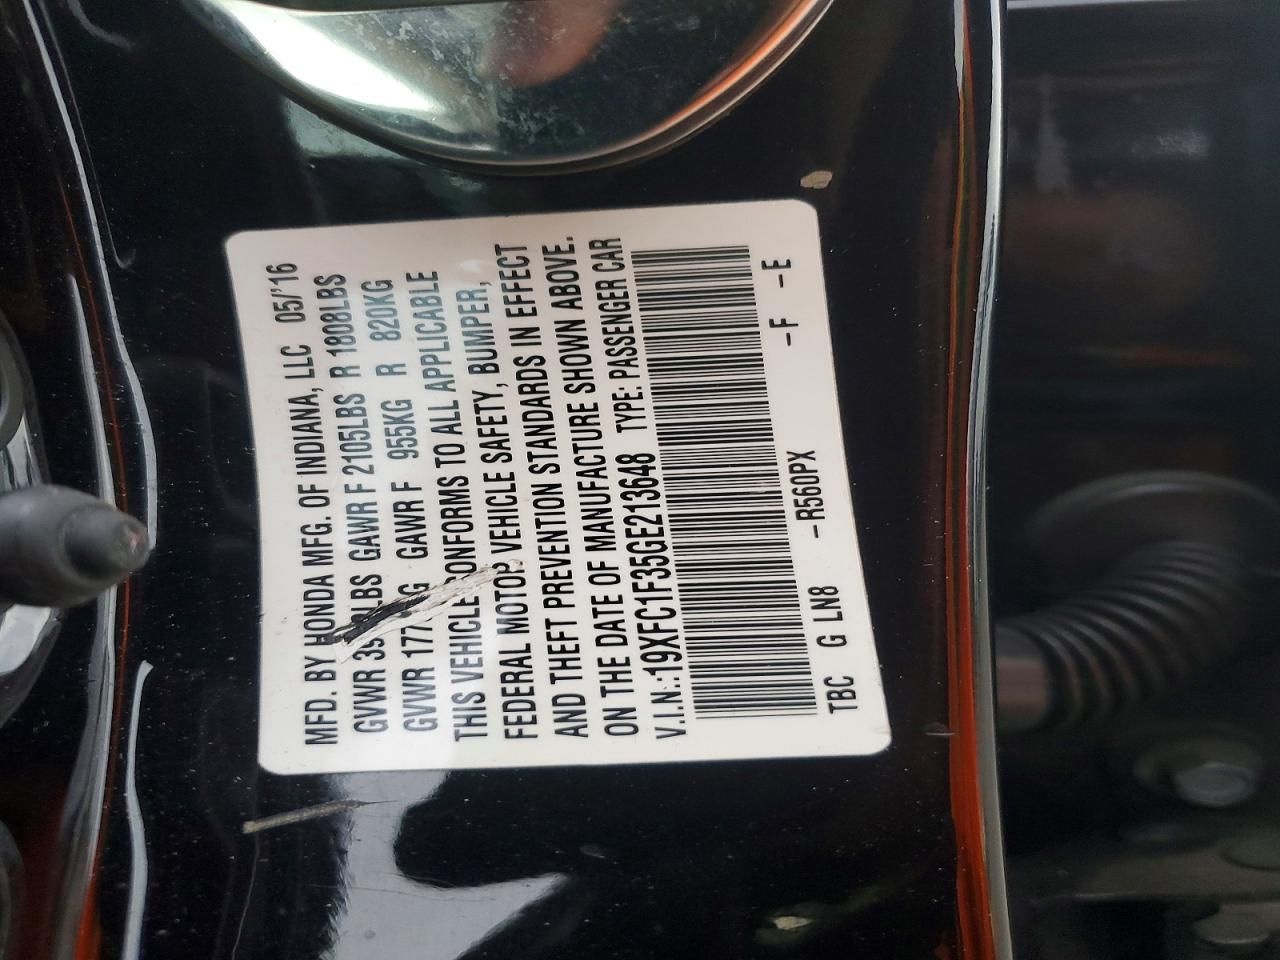 MFD. BY HONDA MFG. OF INDIANA, LLC 05/'16
GVWR LBS GAWR F 2105LBS R 1808LBS
GVWR GAWR F 955KG R 820KG
THIS VEHICLE CONFORMS TO ALL APPLICABLE
FEDERAL MOTOR VEHICLE SAFETY, BUMPER,
AND THEFT PREVENTION STANDARDS IN EFFECT
ON THE DATE OF MANUFACTURE SHOWN ABOVE.
V.I.N.:19XFC1F35GE213648 TYPE: PASSENGER CAR
TBC G LN8 -R560PX -F -E